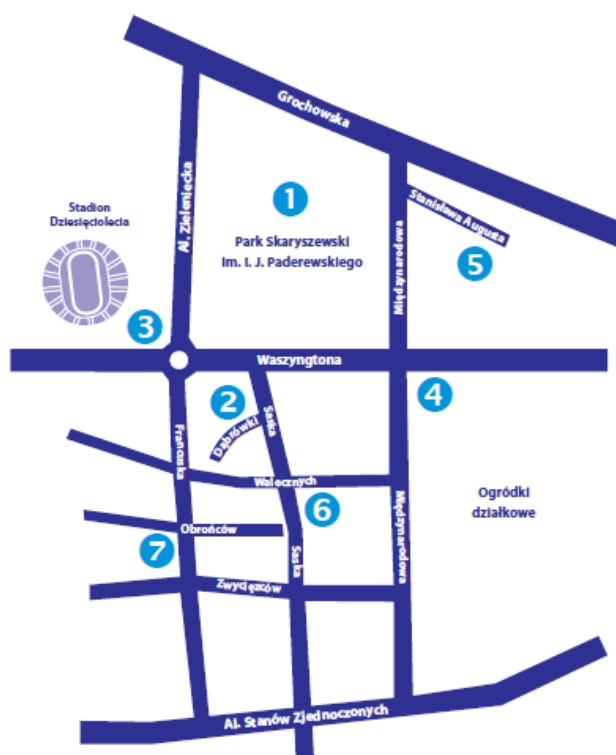 Grochowska
Al. Zieleniecka
1
Stanisława Augusta
Stadion
Dziesięciolecia
Park Skaryszewski
im. I. J. Paderewskiego
Międzynarodowa
5
3
Waszyngtona
2
4
Saska
Dąbrówki
Francuska
Walecznych
Ogródki
działkowe
6
Międzynarodowa
Obrońców
7
Saska
Zwycięzców
Al. Stanów Zjednoczonych